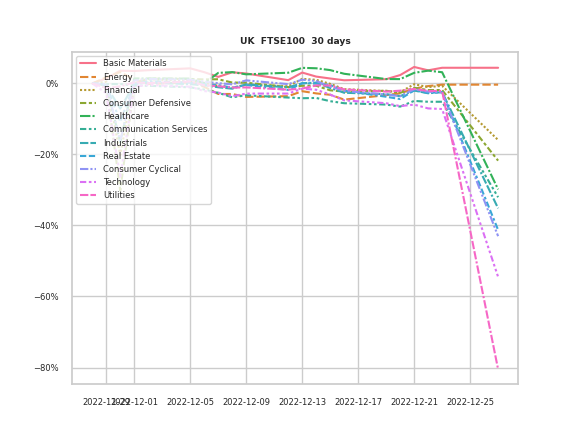 UK FTSE100 30 days
Basic Materials
Energy
Financial
Consumer Defensive
Healthcare
Communication Services
Industrials
Real Estate
Consumer Cyclical
Technology
Utilities
0%
−20%
−40%
−60%
−80%
2022-12-01 2022-12-05 2022-12-09 2022-12-13 2022-12-17 2022-12-21 2022-12-25